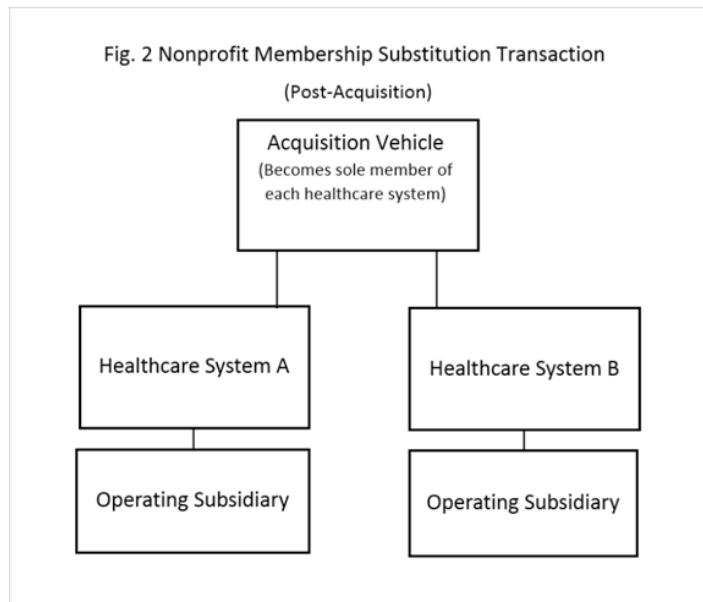 Fig. 2 Nonprofit Membership Substitution Transaction
(Post-Acquisition)
Acquisition Vehicle
(Becomes sole member of
each healthcare system)
Healthcare System A
Healthcare System B
Operating Subsidiary
Operating Subsidiary